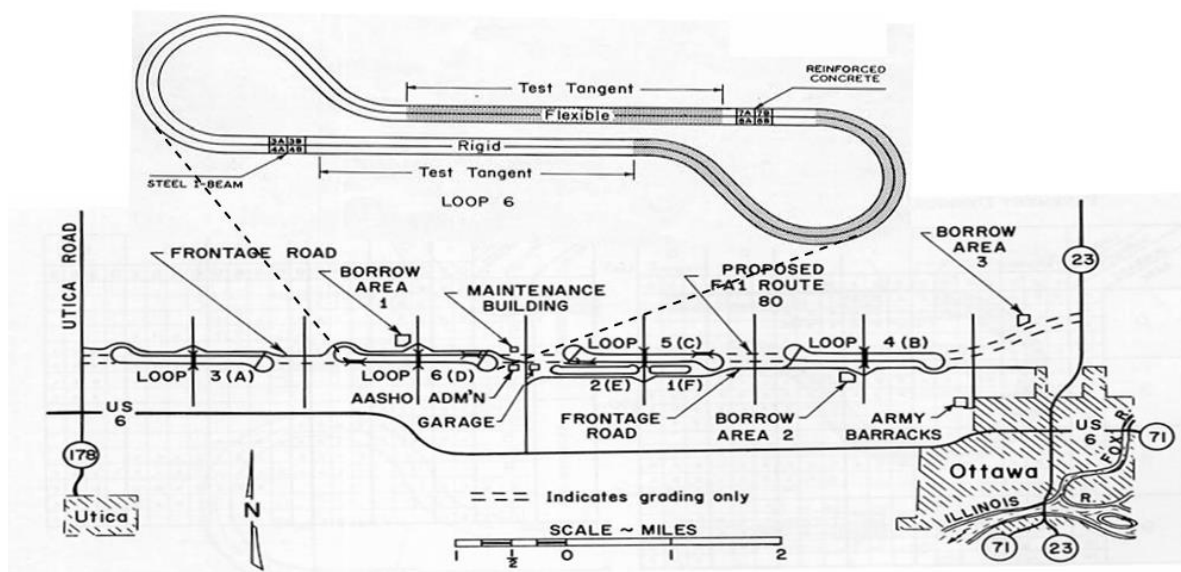 REINFORCED
CONCRETE
Test Tangent
Flexible
7A 7B
6A 6B
3A 3B
4A 4B
Rigid
STEEL I-BEAM
Test Tangent
LOOP 6
UTICA ROAD
FRONTAGE ROAD
BORROW
AREA
1
MAINTENANCE
BUILDING
PROPOSED
FA'I ROUTE
80
BORROW
AREA
3
23
LOOP 3 (A)
LOOP 6 (D)
LOOP 5 (C)
LOOP 4 (B)
2 (E)
1 (F)
AASHO ADM'N
GARAGE
FRONTAGE
ROAD
BORROW
AREA 2
ARMY
BARRACKS
US
6
US
6
FOX R.
71
178
Utica
N
Ottawa
ILLINOIS R.
Indicates grading only
SCALE ~ MILES
1 ½ 0 1 2
71
23